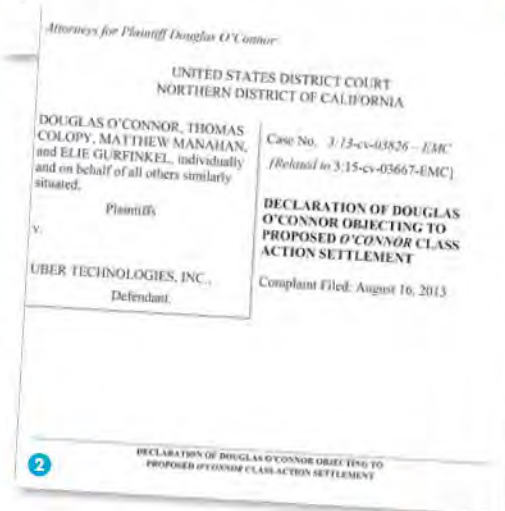 Attorneys for Plaintiff Douglas O'Connor
UNITED STATES DISTRICT COURT
NORTHERN DISTRICT OF CALIFORNIA
DOUGLAS O'CONNOR, THOMAS
COLOPY, MATTHEW MANAHAN,
and ELIE GURFINKEL, individually
and on behalf of all others similarly
situated,
Plaintiffs
v.
UBER TECHNOLOGIES, INC.,
Defendant.
Case No. 3:13-cv-03826 – EMC
[Related to 3:15-cv-03667-EMC]
DECLARATION OF DOUGLAS
O'CONNOR OBJECTING TO
PROPOSED O'CONNOR CLASS
ACTION SETTLEMENT
Complaint Filed: August 16, 2013
2
DECLARATION OF DOUGLAS O'CONNOR OBJECTING TO
PROPOSED O'CONNOR CLASS ACTION SETTLEMENT